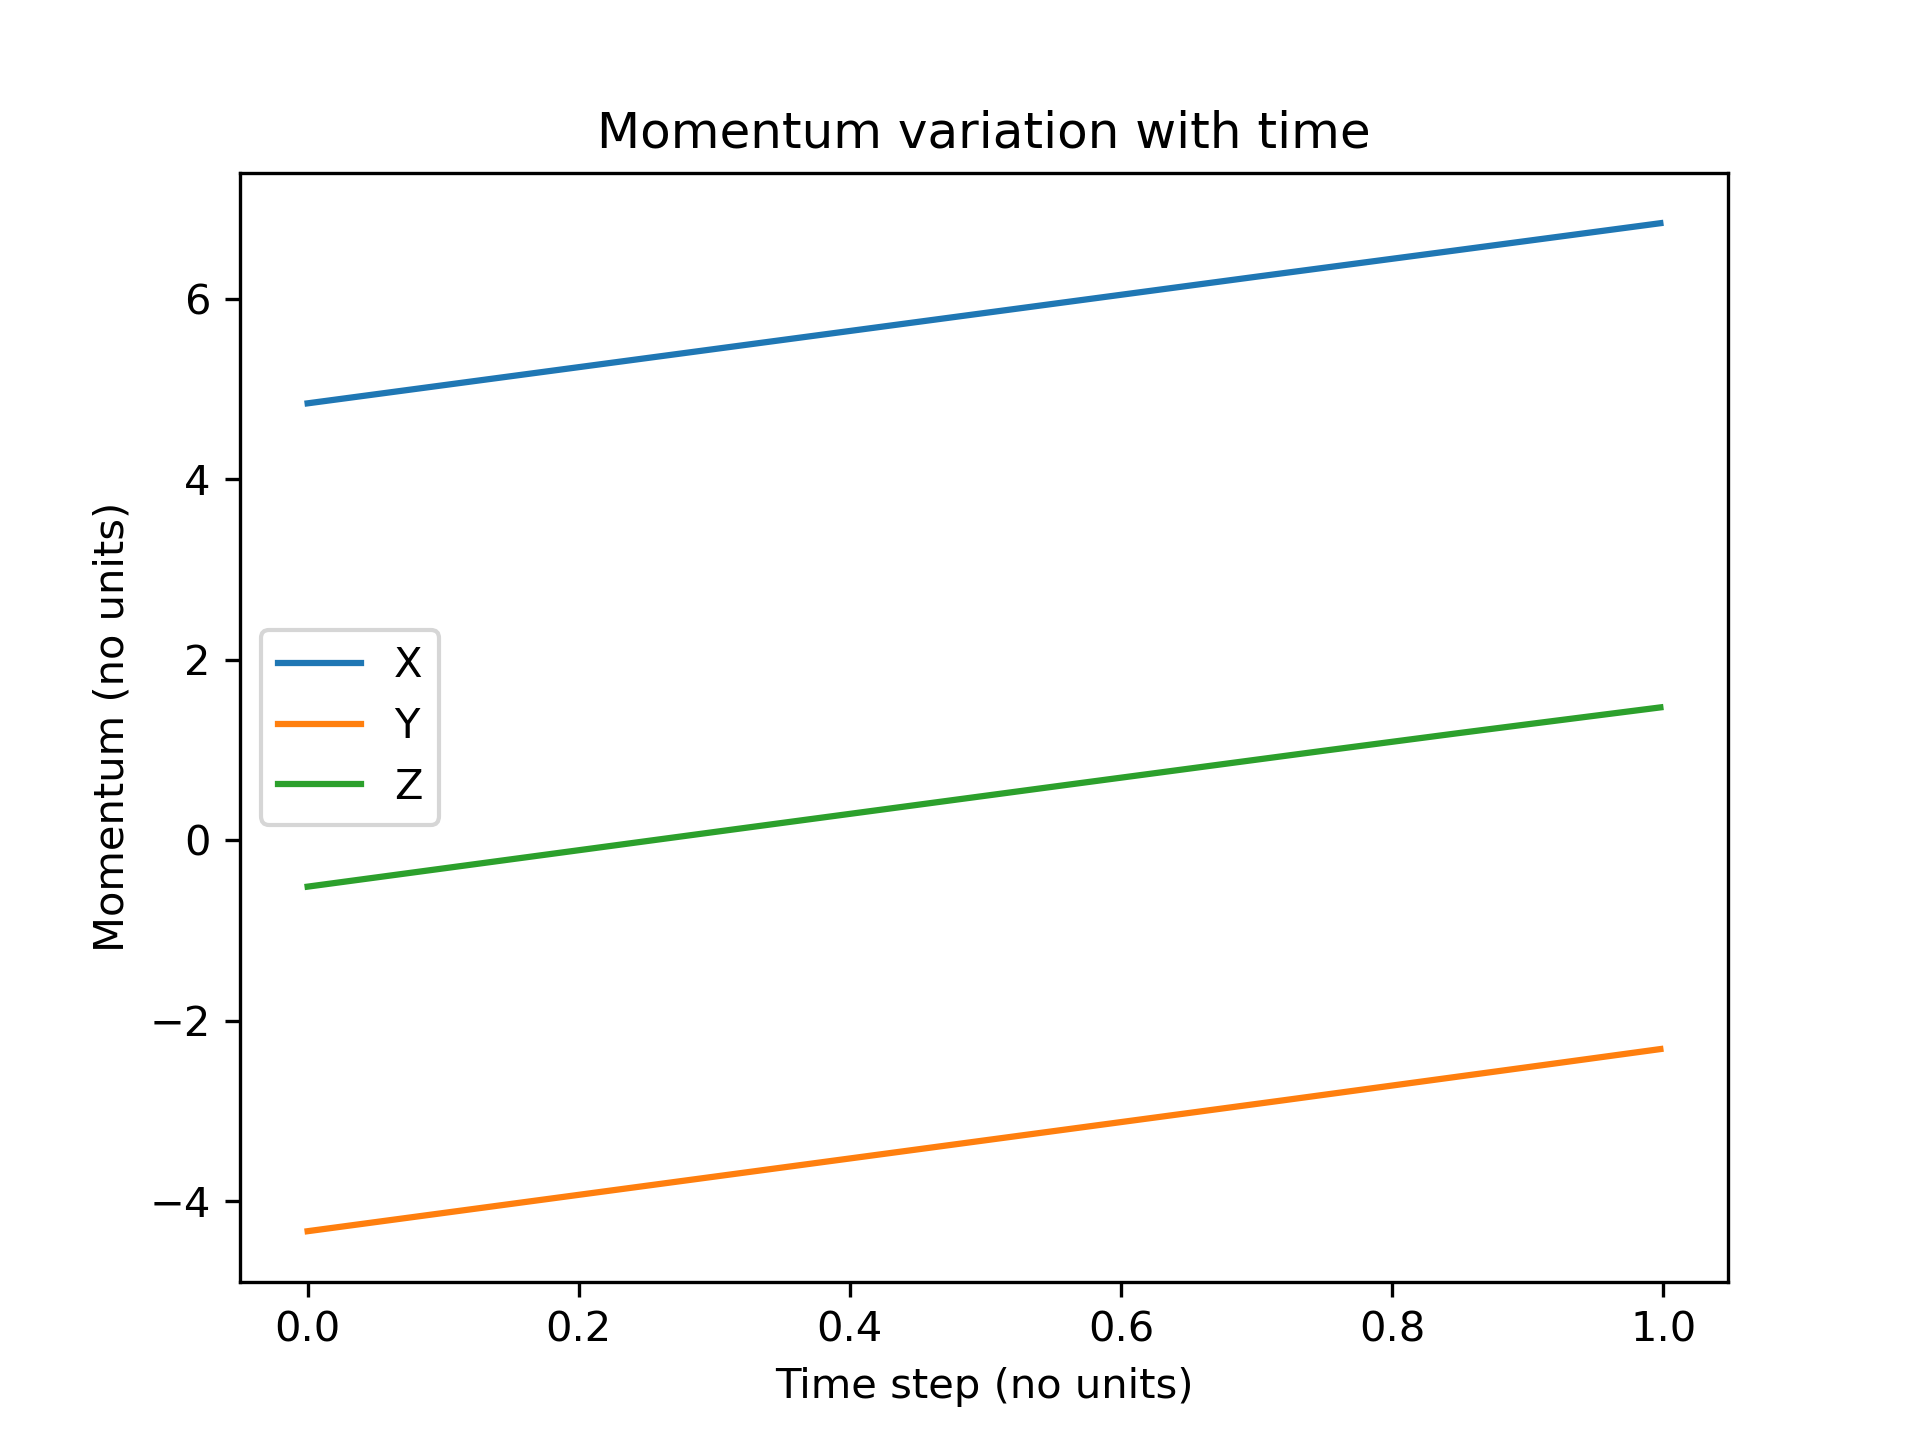 Momentum variation with time
Momentum (no units)
6
4
2
0
−2
−4
X
Y
Z
0.0 0.2 0.4 0.6 0.8 1.0
Time step (no units)